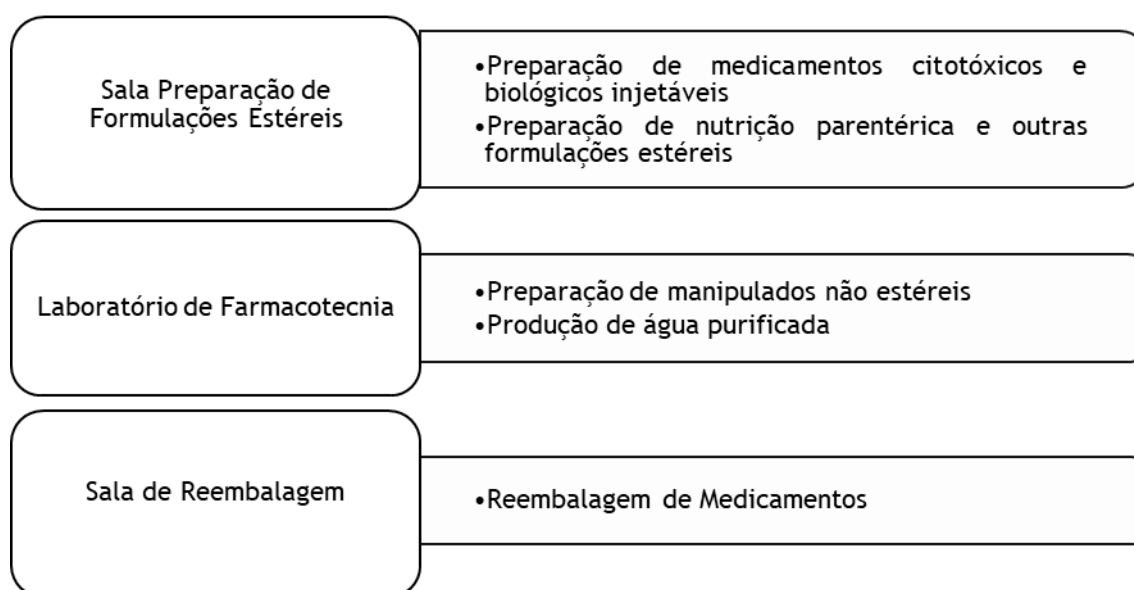 Sala Preparação de
Formulações Estéreis
•Preparação de medicamentos citotóxicos e
biológicos injetáveis
•Preparação de nutrição parentérica e outras
formulações estéreis
Laboratório de Farmacotecnia
•Preparação de manipulados não estéreis
•Produção de água purificada
Sala de Reembalagem
•Reembalagem de Medicamentos